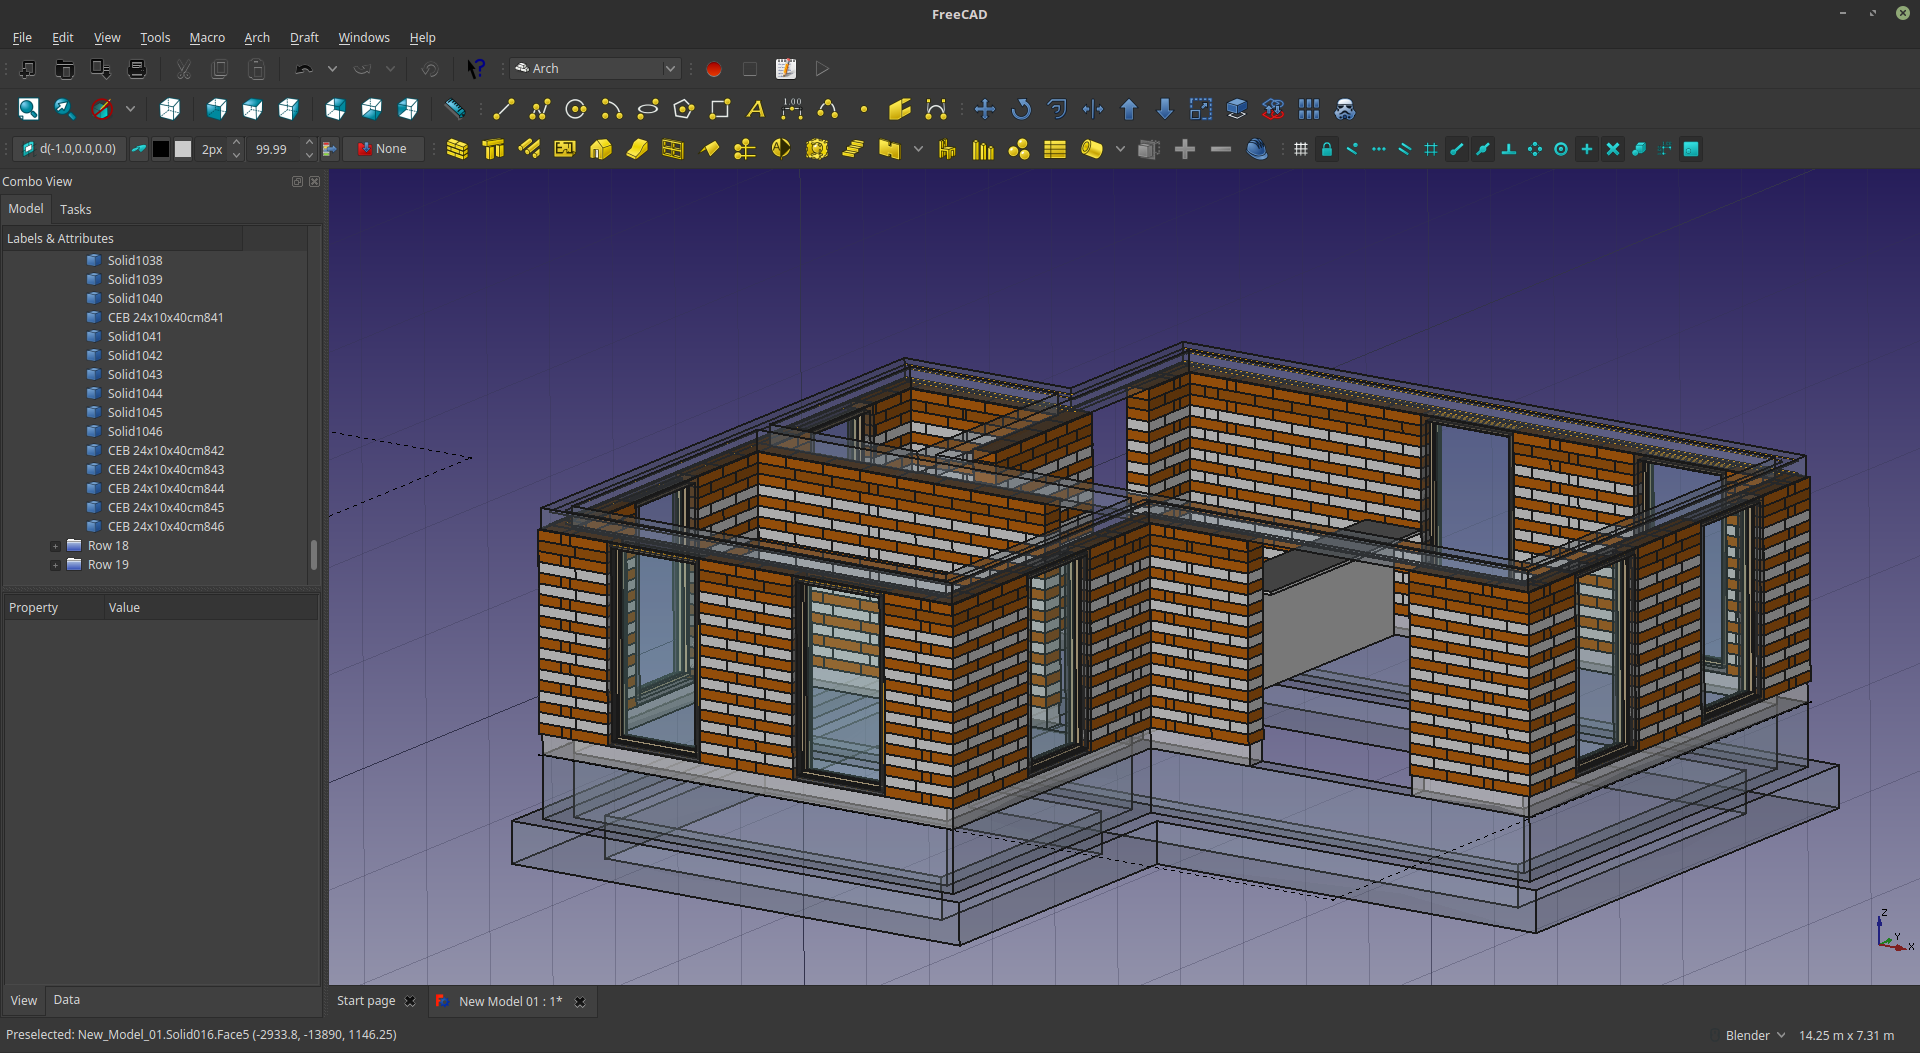 FreeCAD
File Edit View Tools Macro Arch Draft Windows Help
Arch
A 1.00
d(-1.0,0.0,0.0) 2px 99.99 None
Combo View
Model Tasks
Labels & Attributes
Solid1038
Solid1039
Solid1040
CEB 24x10x40cm841
Solid1041
Solid1042
Solid1043
Solid1044
Solid1045
Solid1046
CEB 24x10x40cm842
CEB 24x10x40cm843
CEB 24x10x40cm844
CEB 24x10x40cm845
CEB 24x10x40cm846
Row 18
Row 19
Property Value
Z
Y
X
View Data
Start page New Model 01 : 1*
Preselected: New_Model_01.Solid016.Face5 (-2933.8, -13890, 1146.25)
Blender 14.25 m x 7.31 m